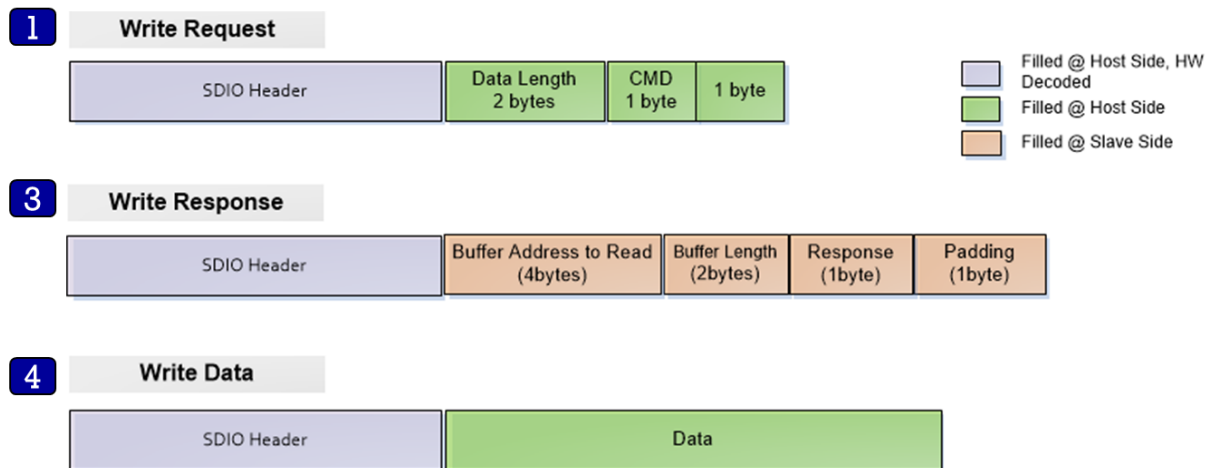 1
Write Request
SDIO Header
Data Length
2 bytes
CMD
1 byte
1 byte
Filled @ Host Side, HW
Decoded
Filled @ Host Side
Filled @ Slave Side
3
Write Response
SDIO Header
Buffer Address to Read
(4bytes)
Buffer Length
(2bytes)
Response
(1byte)
Padding
(1byte)
4
Write Data
SDIO Header
Data